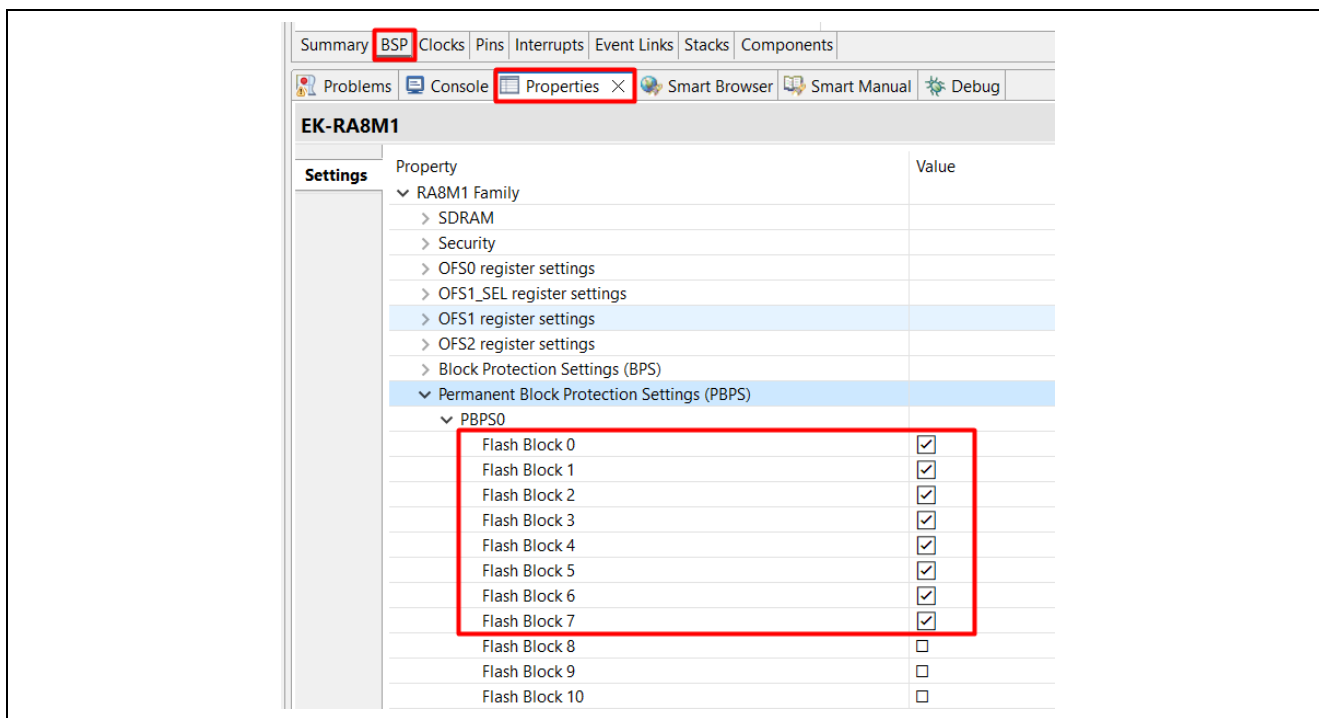 Summary BSP Clocks Pins Interrupts Event Links Stacks Components
Problems Console Properties Smart Browser Smart Manual Debug
EK-RA8M1
Settings
Property Value
RA8M1 Family
SDRAM
Security
OFS0 register settings
OFS1_SEL register settings
OFS1 register settings
OFS2 register settings
Block Protection Settings (BPS)
Permanent Block Protection Settings (PBPS)
PBPS0
Flash Block 0
Flash Block 1
Flash Block 2
Flash Block 3
Flash Block 4
Flash Block 5
Flash Block 6
Flash Block 7
Flash Block 8
Flash Block 9
Flash Block 10